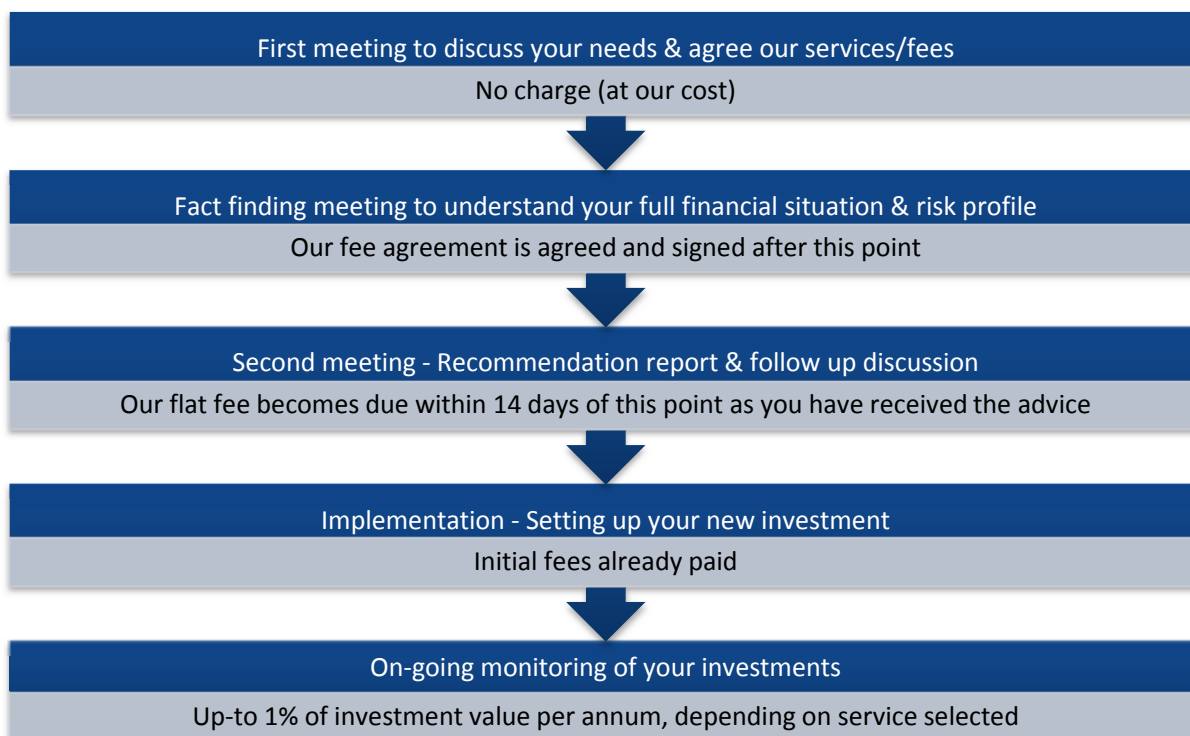 First meeting to discuss your needs & agree our services/fees
No charge (at our cost)
Fact finding meeting to understand your full financial situation & risk profile
Our fee agreement is agreed and signed after this point
Second meeting - Recommendation report & follow up discussion
Our flat fee becomes due within 14 days of this point as you have received the advice
Implementation - Setting up your new investment
Initial fees already paid
On-going monitoring of your investments
Up-to 1% of investment value per annum, depending on service selected